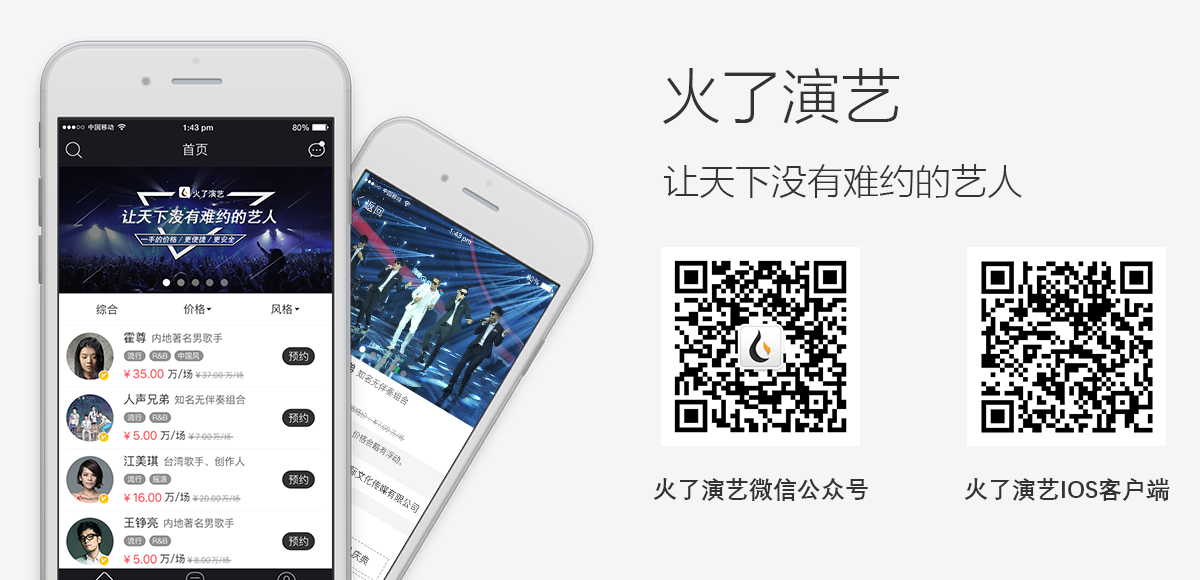 中国移动
1:43 pm
80%
首页
火了演艺
让天下没有难约的艺人
一手的价格 / 更便捷 / 更安全
综合
价格
风格
霍尊 内地著名男歌手
流行 R&B 中国风
预约
¥35.00 万/场 ¥37.00 万/场
人声兄弟 知名无伴奏组合
流行 R&B
预约
¥5.00 万/场 ¥7.00 万/场
江美琪 台湾歌手、创作人
流行 摇滚
预约
¥16.00 万/场 ¥20.00 万/场
王铮亮 内地著名男歌手
流行 R&B
预约
¥5.00 万/场 ¥8.00 万/场
中国移动
1:43 pm
80%
返回
知名无伴奏组合
价格会略有浮动。
际文化传媒有限公司
庆典
火了演艺
让天下没有难约的艺人
火了演艺微信公众号
火了演艺IOS客户端